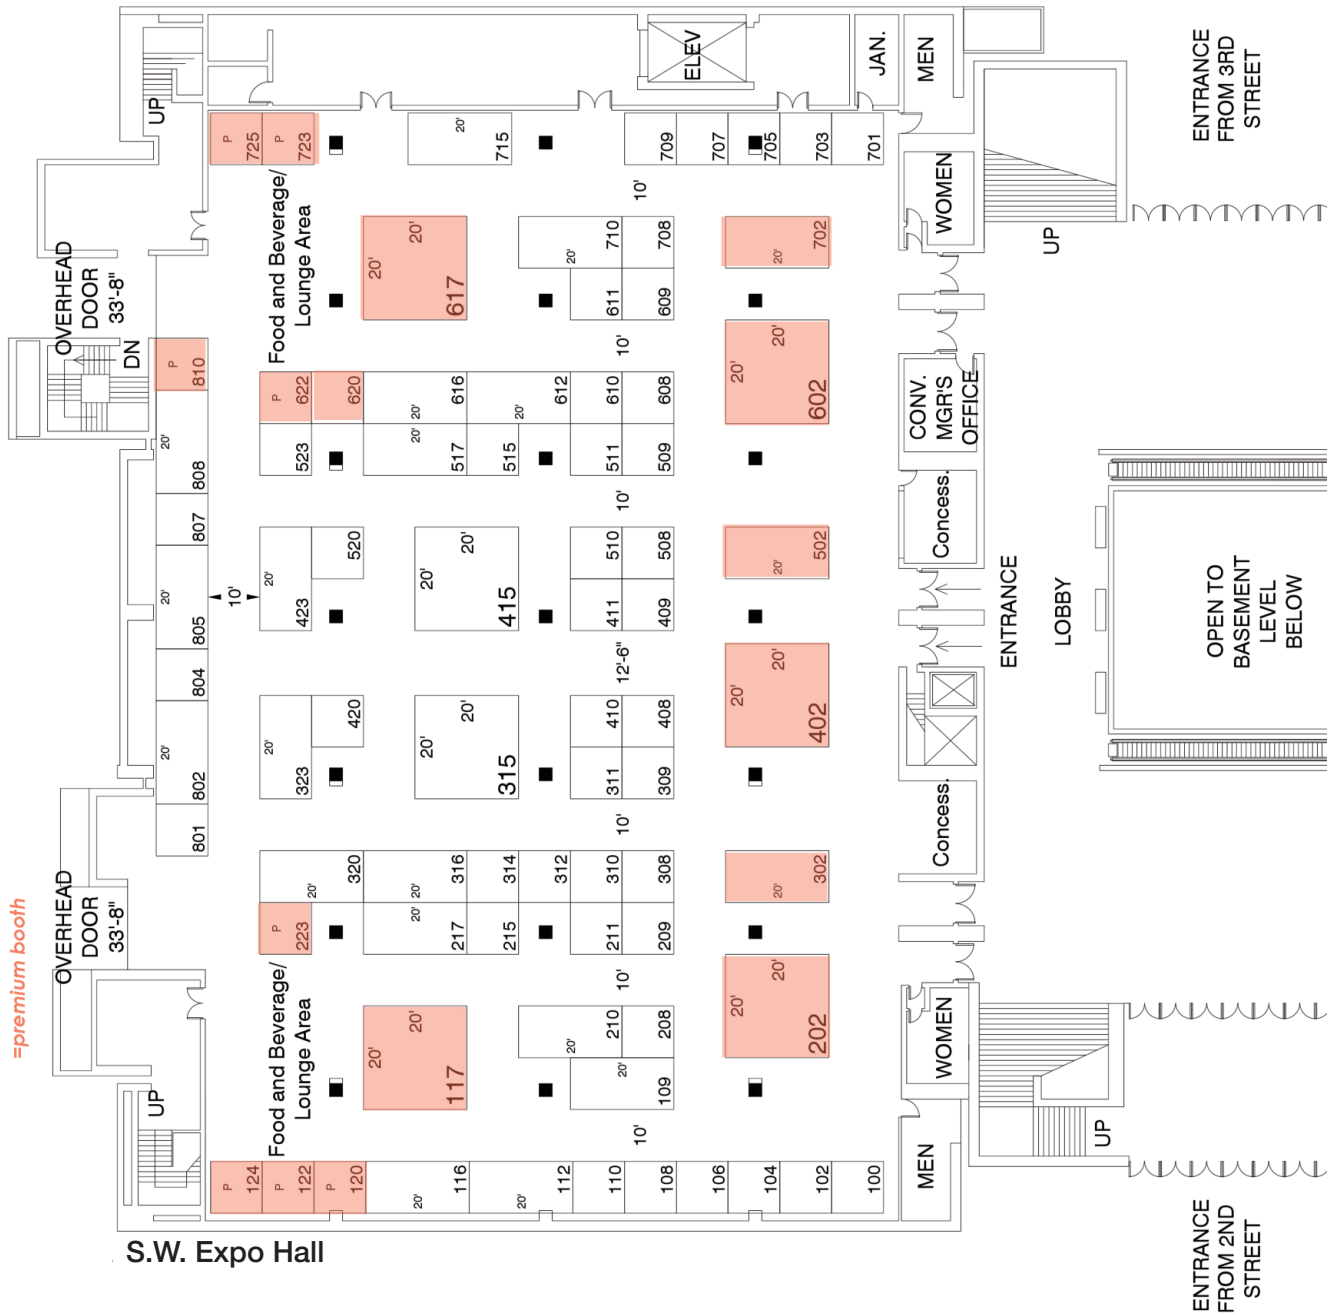 ELEV
JAN.
MEN
ENTRANCE
FROM 3RD
STREET
UP
P
725
P
723
20'
715
709
707
705
703
701
WOMEN
UP
10'
Food and Beverage/
Lounge Area
20'
20'
617
710
20'
708
611
609
20'
702
OVERHEAD
DOOR
33'-8"
DN
P
810
10'
20'
20'
602
CONV.
MGR'S
OFFICE
P
622
620
616
20'
612
20'
610
608
523
20'
517
515
511
509
20'
808
807
10'
Concess.
20'
423
520
20'
20'
415
510
508
411
409
20'
502
20'
805
10'
ENTRANCE
LOBBY
OPEN TO
BASEMENT
LEVEL
BELOW
804
12'-6"
20'
20'
402
20'
323
420
20'
20'
315
410
408
311
309
20'
802
801
10'
Concess.
320
20'
316
20'
314
312
310
308
P
223
20'
217
215
211
209
20'
302
=premium booth
OVERHEAD
DOOR
33'-8"
10'
20'
20'
202
Food and Beverage/
Lounge Area
20'
20'
117
210
20'
208
20'
109
WOMEN
UP
UP
10'
P
124
P
122
P
120
116
20'
112
20'
110
108
106
104
102
100
MEN
ENTRANCE
FROM 2ND
STREET
S.W. Expo Hall